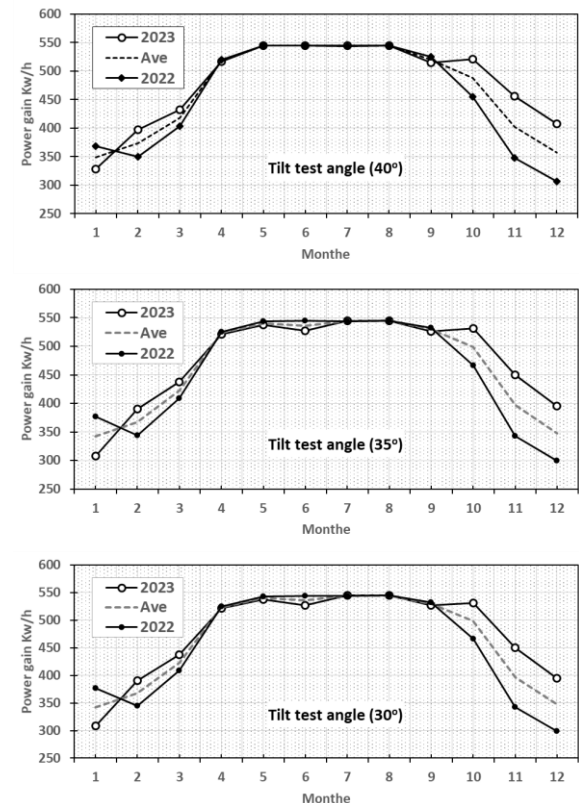 600
550
500
450
400
350
300
250
Power gain Kw/h
2023
Ave
2022
Tilt test angle (40°)
1 2 3 4 5 6 7 8 9 10 11 12
Monthe
600
550
500
450
400
350
300
250
Power gain Kw/h
2023
Ave
2022
Tilt test angle (35°)
1 2 3 4 5 6 7 8 9 10 11 12
Monthe
600
550
500
450
400
350
300
250
Power gain Kw/h
2023
Ave
2022
Tilt test angle (30°)
1 2 3 4 5 6 7 8 9 10 11 12
Monthe